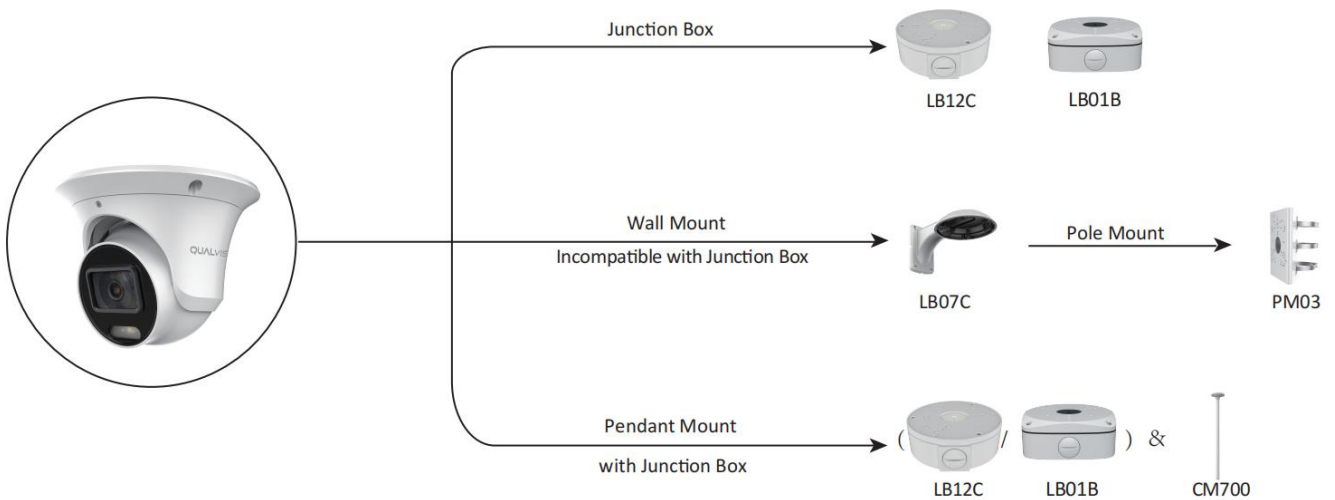 Junction Box
LB12C
LB01B
QUALVIS
Wall Mount
Incompatible with Junction Box
LB07C
Pole Mount
PM03
Pendant Mount
with Junction Box
( / ) &
LB12C
LB01B
CM700